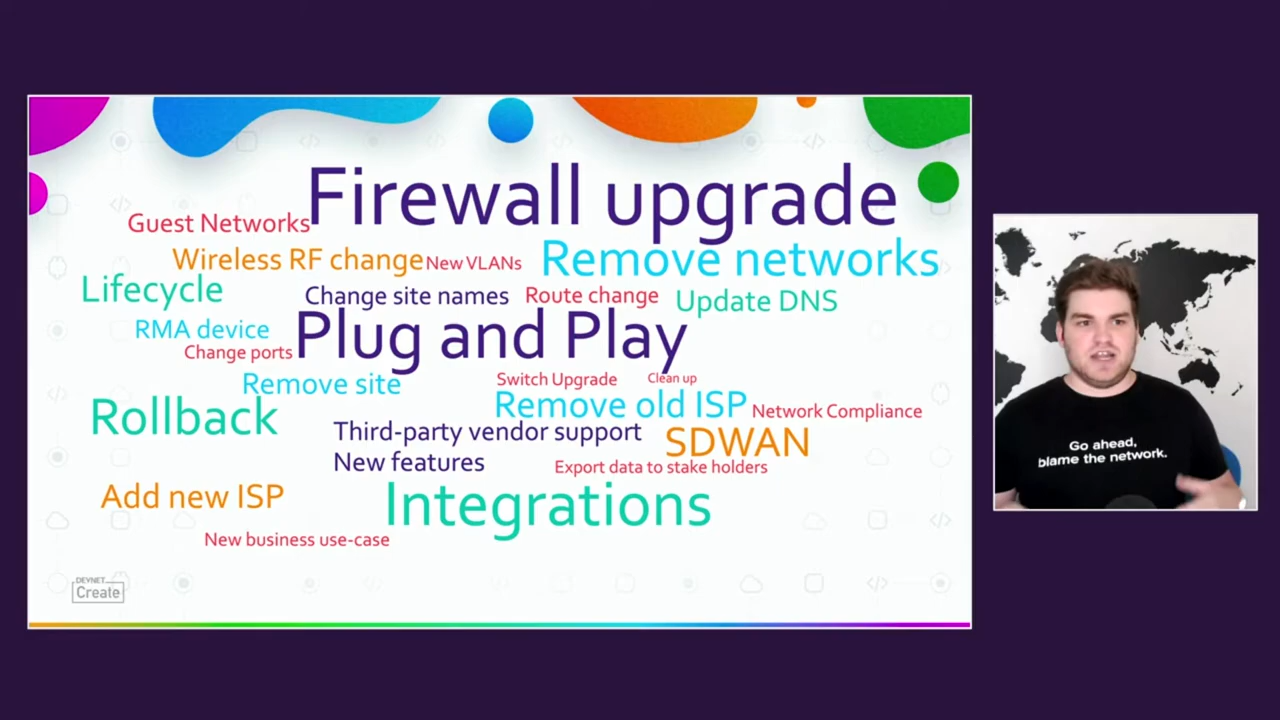 Firewall upgrade
Guest Networks
Wireless RF change
New VLANs
Remove networks
Lifecycle
Change site names
Route change
Update DNS
RMA device
Plug and Play
Change ports
Remove site
Switch Upgrade
Clean up
Remove old ISP
Network Compliance
Rollback
Third-party vendor support
SDWAN
New features
Export data to stake holders
Add new ISP
Integrations
New business use-case
DEVNET
Create
Go ahead,
blame the network.